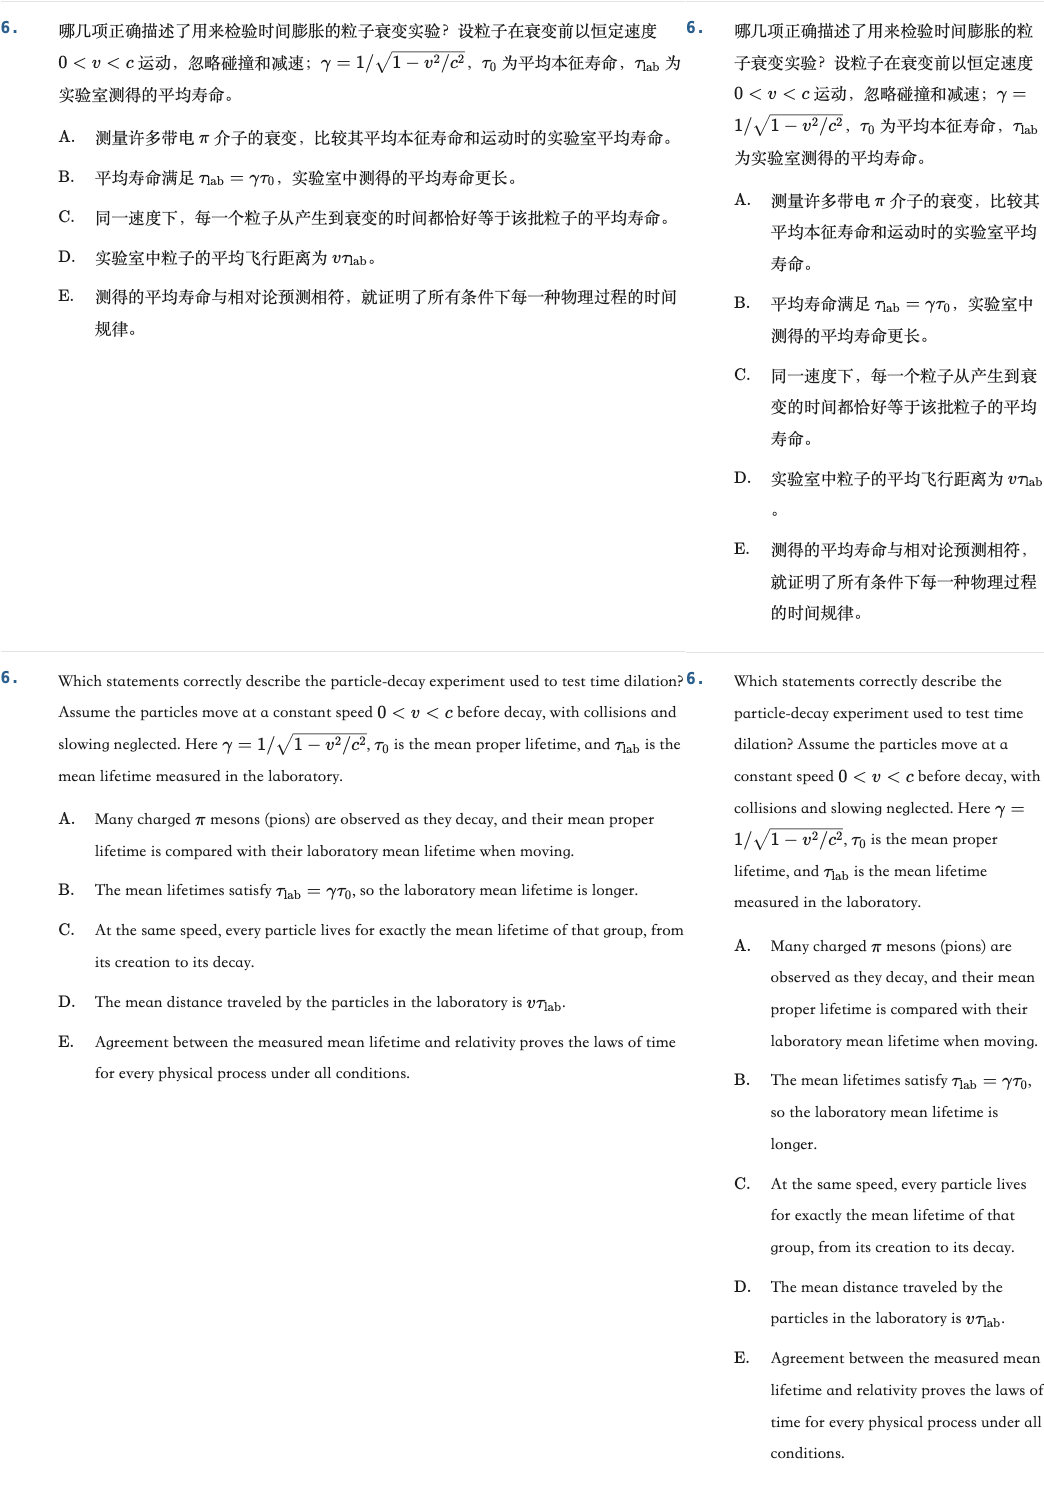 6. 哪几项正确描述了用来检验时间膨胀的粒子衰变实验？设粒子在衰变前以恒定速度
0 < v < c 运动，忽略碰撞和减速；γ = 1/√(1 − v²/c²)，τ₀ 为平均本征寿命，τ_lab 为
实验室测得的平均寿命。
A. 测量许多带电 π 介子的衰变，比较其平均本征寿命和运动时的实验室平均寿命。
B. 平均寿命满足 τ_lab = γτ₀，实验室中测得的平均寿命更长。
C. 同一速度下，每一个粒子从产生到衰变的时间都恰好等于该批粒子的平均寿命。
D. 实验室中粒子的平均飞行距离为 vτ_lab。
E. 测得的平均寿命与相对论预测相符，就证明了所有条件下每一种物理过程的时间
规律。
6. 哪几项正确描述了用来检验时间膨胀的粒
子衰变实验？设粒子在衰变前以恒定速度
0 < v < c 运动，忽略碰撞和减速；γ =
1/√(1 − v²/c²)，τ₀ 为平均本征寿命，τ_lab
为实验室测得的平均寿命。
A. 测量许多带电 π 介子的衰变，比较其
平均本征寿命和运动时的实验室平均
寿命。
B. 平均寿命满足 τ_lab = γτ₀，实验室中
测得的平均寿命更长。
C. 同一速度下，每一个粒子从产生到衰
变的时间都恰好等于该批粒子的平均
寿命。
D. 实验室中粒子的平均飞行距离为 vτ_lab
。
E. 测得的平均寿命与相对论预测相符，
就证明了所有条件下每一种物理过程
的时间规律。
6. Which statements correctly describe the particle-decay experiment used to test time dilation?
Assume the particles move at a constant speed 0 < v < c before decay, with collisions and
slowing neglected. Here γ = 1/√(1 − v²/c²), τ₀ is the mean proper lifetime, and τ_lab is the
mean lifetime measured in the laboratory.
A. Many charged π mesons (pions) are observed as they decay, and their mean proper
lifetime is compared with their laboratory mean lifetime when moving.
B. The mean lifetimes satisfy τ_lab = γτ₀, so the laboratory mean lifetime is longer.
C. At the same speed, every particle lives for exactly the mean lifetime of that group, from
its creation to its decay.
D. The mean distance traveled by the particles in the laboratory is vτ_lab.
E. Agreement between the measured mean lifetime and relativity proves the laws of time
for every physical process under all conditions.
6. Which statements correctly describe the
particle-decay experiment used to test time
dilation? Assume the particles move at a
constant speed 0 < v < c before decay, with
collisions and slowing neglected. Here γ =
1/√(1 − v²/c²), τ₀ is the mean proper
lifetime, and τ_lab is the mean lifetime
measured in the laboratory.
A. Many charged π mesons (pions) are
observed as they decay, and their mean
proper lifetime is compared with their
laboratory mean lifetime when moving.
B. The mean lifetimes satisfy τ_lab = γτ₀,
so the laboratory mean lifetime is
longer.
C. At the same speed, every particle lives
for exactly the mean lifetime of that
group, from its creation to its decay.
D. The mean distance traveled by the
particles in the laboratory is vτ_lab.
E. Agreement between the measured mean
lifetime and relativity proves the laws of
time for every physical process under all
conditions.